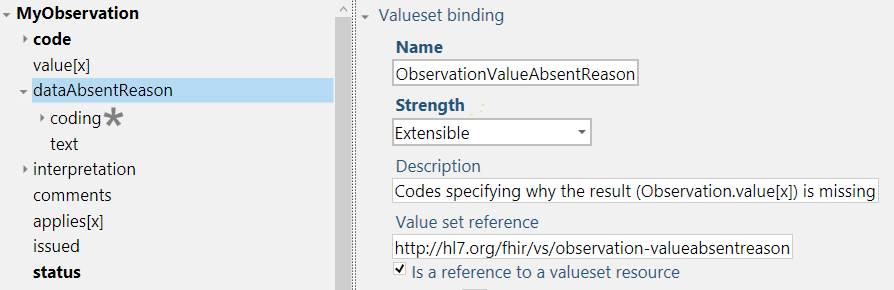 MyObservation
code
value[x]
dataAbsentReason
coding
text
interpretation
comments
applies[x]
issued
status
Valueset binding
Name
ObservationValueAbsentReason
Strength
Extensible
Description
Codes specifying why the result (Observation.value[x]) is missing
Value set reference
http://hl7.org/fhir/vs/observation-valueabsentreason
Is a reference to a valueset resource